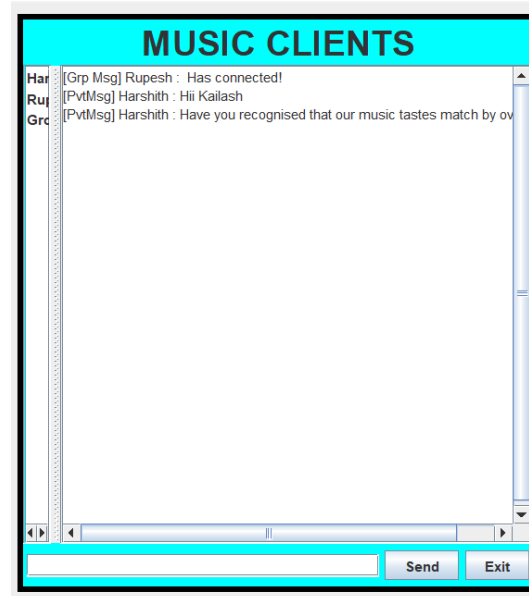 MUSIC CLIENTS
Har
Rup
Gro
[Grp Msg] Rupesh : Has connected!
[PvtMsg] Harshith : Hii Kailash
[PvtMsg] Harshith : Have you recognised that our music tastes match by ov
Send
Exit